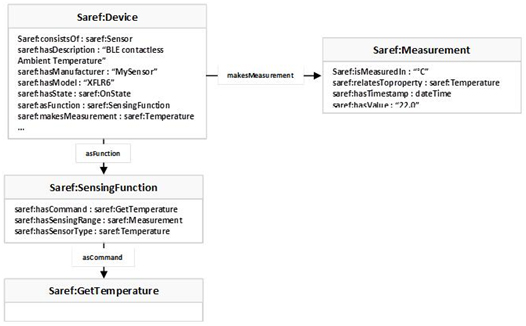 Saref:Device
Saref:consistsOf : saref:Sensor
Saref:hasDescription : “BLE contactless
Ambient Temperature”
saref:hasManufacturer : “MySensor”
saref:hasModel : “XFLR6”
saref:hasState : saref:OnState
saref:asFunction : saref:SensingFunction
saref:makesMeasurement : saref:Temperature
...
makesMeasurement
Saref:Measurement
Saref:isMeasuredIn : “°C”
saref:relatesToproperty : saref:Temperature
saref:hasTimestamp : dateTime
saref:hasValue : “22.0”
asFunction
Saref:SensingFunction
saref:hasCommand : saref:GetTemperature
saref:hasSensingRange : saref:Measurement
saref:hasSensorType : saref:Temperature
asCommand
Saref:GetTemperature